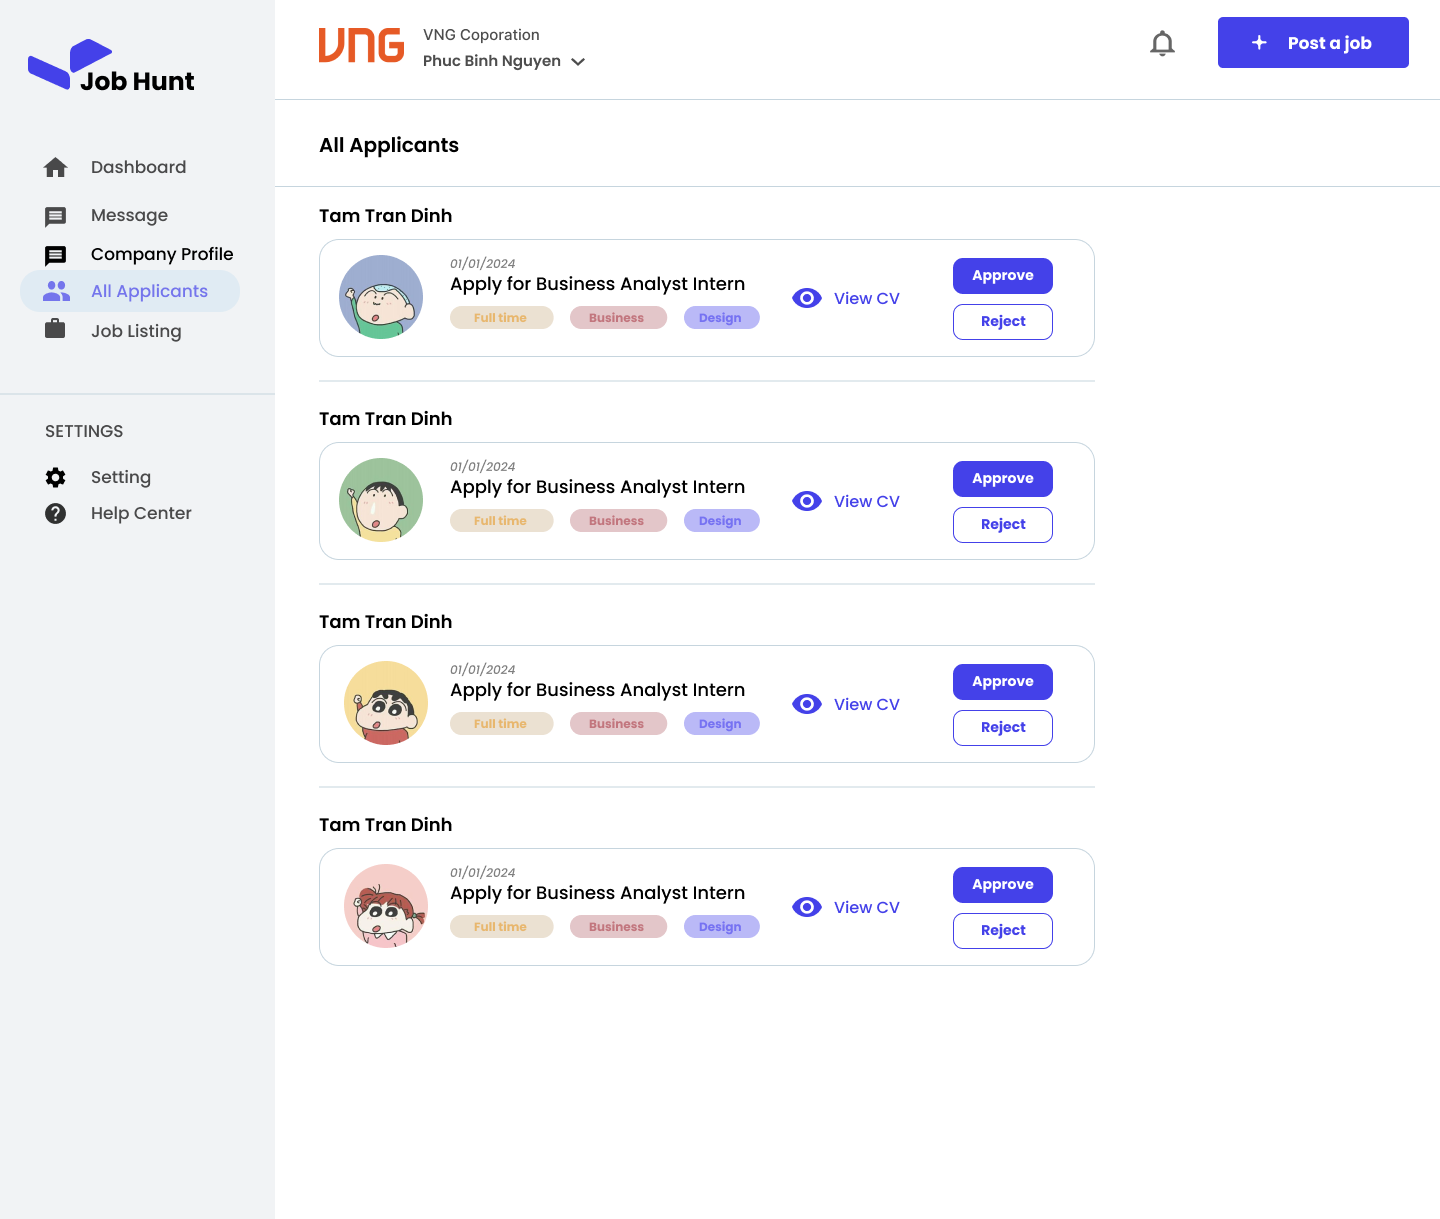 Job Hunt
Dashboard
Message
Company Profile
All Applicants
Job Listing
SETTINGS
Setting
Help Center
VNG
VNG Coporation
Phuc Binh Nguyen
+ Post a job
All Applicants
Tam Tran Dinh
01/01/2024
Apply for Business Analyst Intern
Full time Business Design
View CV
Approve
Reject
Tam Tran Dinh
01/01/2024
Apply for Business Analyst Intern
Full time Business Design
View CV
Approve
Reject
Tam Tran Dinh
01/01/2024
Apply for Business Analyst Intern
Full time Business Design
View CV
Approve
Reject
Tam Tran Dinh
01/01/2024
Apply for Business Analyst Intern
Full time Business Design
View CV
Approve
Reject